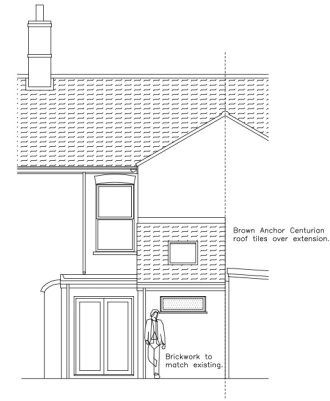 Brown Anchor Centurian
roof tiles over extension.
Brickwork to
match existing.